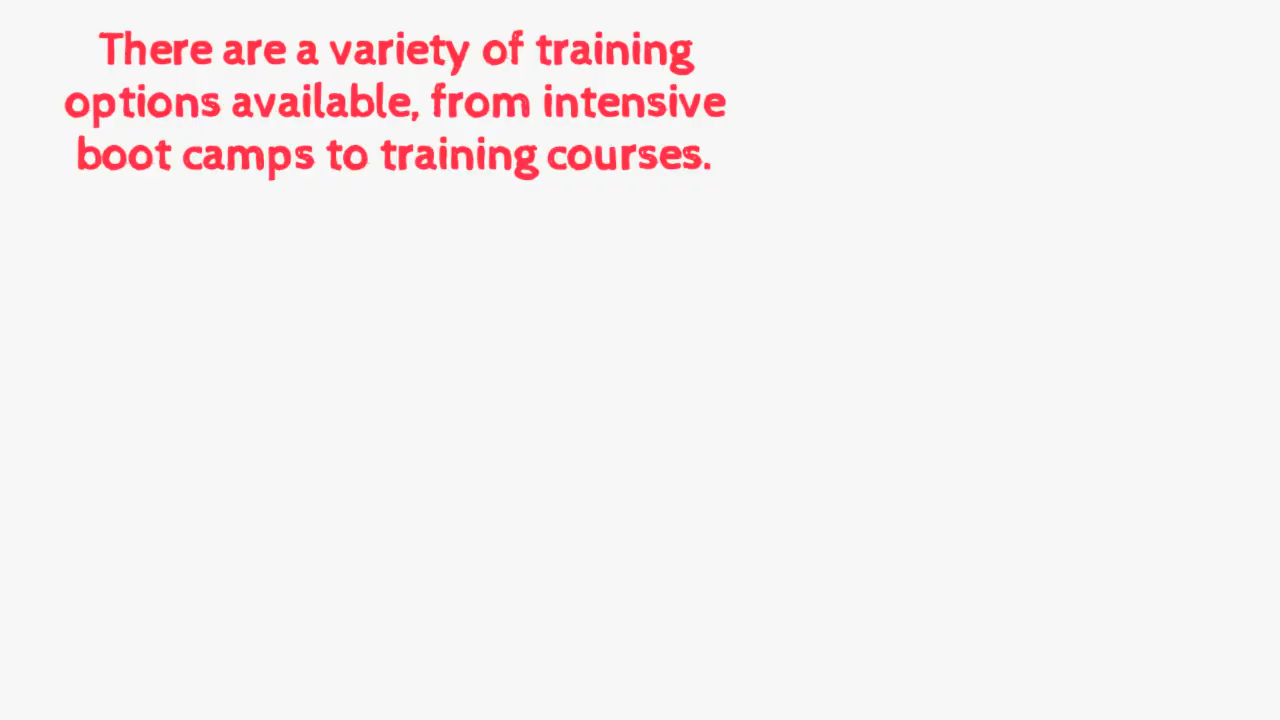 There are a variety of training
options available, from intensive
boot camps to training courses.